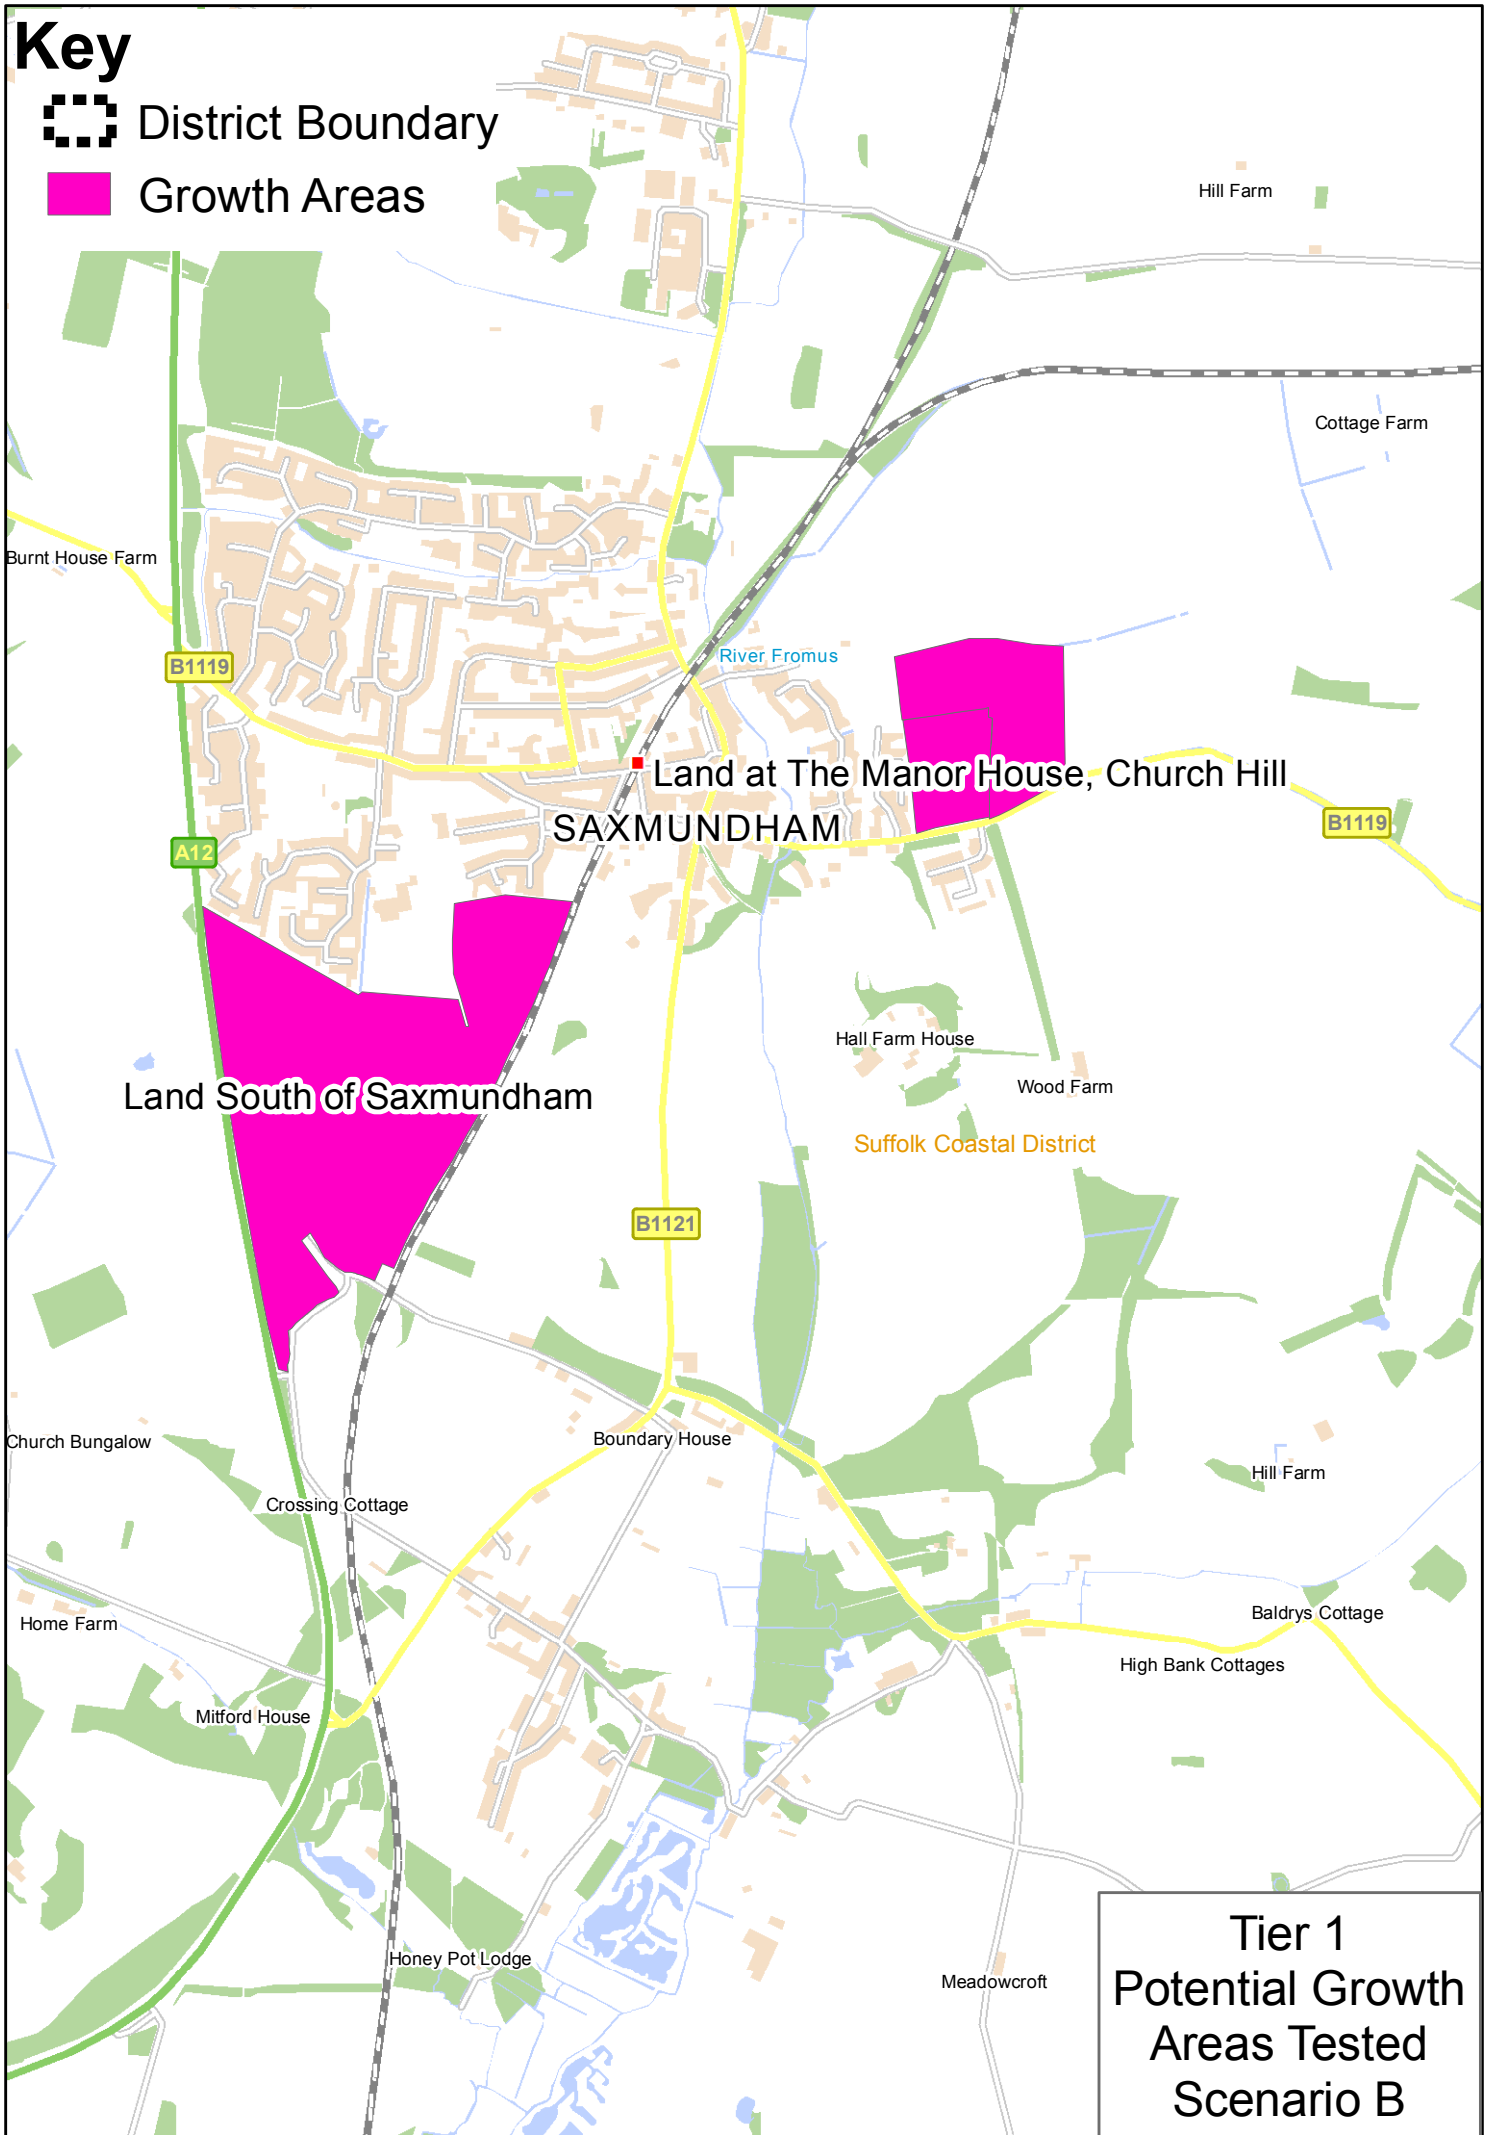 Key
District Boundary
Growth Areas
Hill Farm
Cottage Farm
Burnt House Farm
B1119
River Fromus
Land at The Manor House, Church Hill
SAXMUNDHAM
B1119
A12
Hall Farm House
Wood Farm
Land South of Saxmundham
Suffolk Coastal District
B1121
Church Bungalow
Boundary House
Hill Farm
Crossing Cottage
Home Farm
Baldrys Cottage
High Bank Cottages
Mitford House
Honey Pot Lodge
Meadowcroft
Tier 1
Potential Growth
Areas Tested
Scenario B